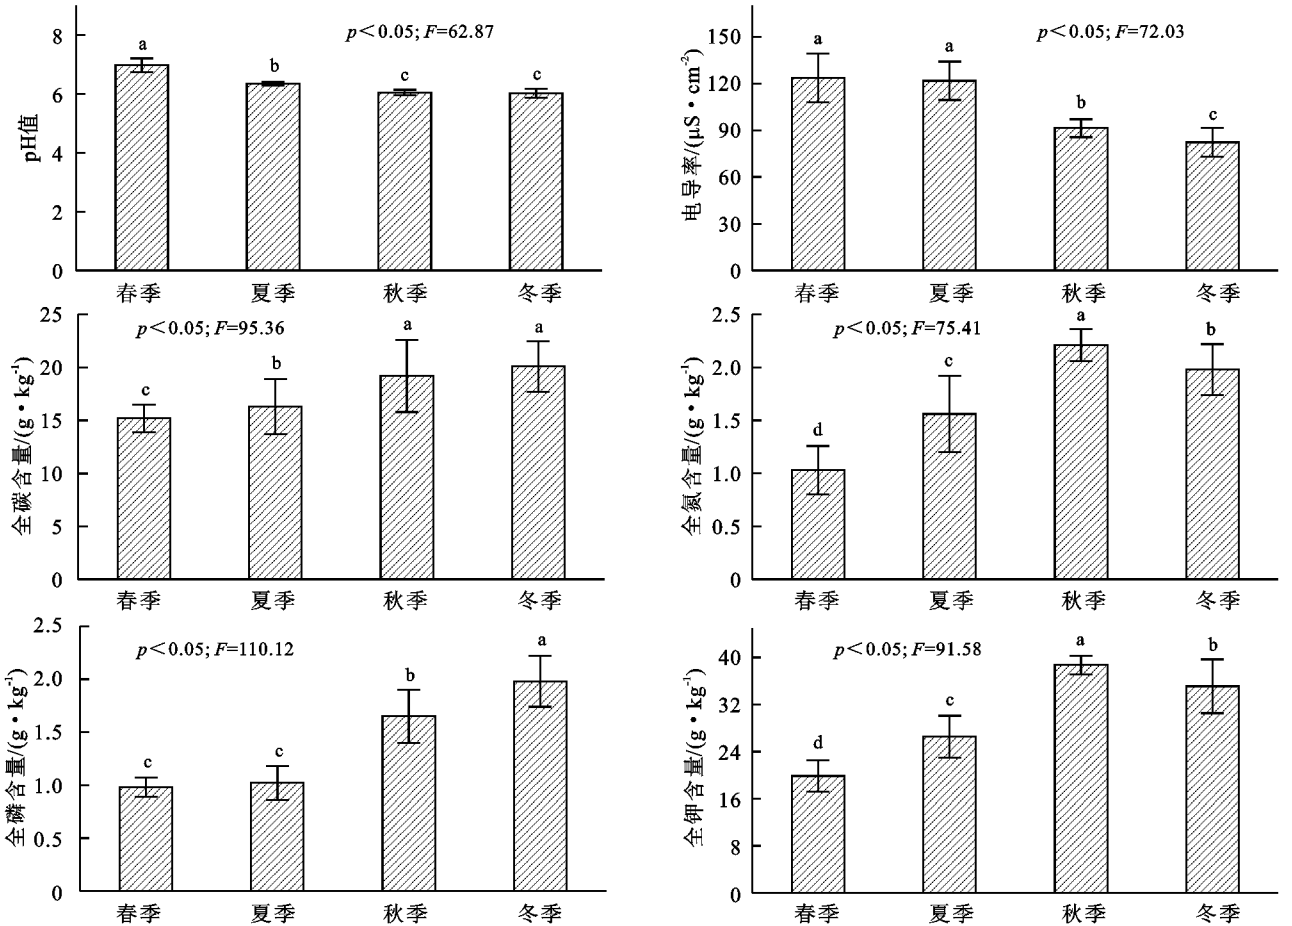 p<0.05; F=62.87
pH值
8
6
4
2
0
a
b
c
c
春季
夏季
秋季
冬季
p<0.05; F=72.03
电导率/(μS·cm⁻²)
150
120
90
60
30
0
a
a
b
c
春季
夏季
秋季
冬季
p<0.05; F=95.36
全碳含量/(g·kg⁻¹)
25
20
15
10
5
0
c
b
a
a
春季
夏季
秋季
冬季
p<0.05; F=75.41
全氮含量/(g·kg⁻¹)
2.5
2.0
1.5
1.0
0.5
0
d
c
a
b
春季
夏季
秋季
冬季
p<0.05; F=110.12
全磷含量/(g·kg⁻¹)
2.5
2.0
1.5
1.0
0.5
0
c
c
b
a
春季
夏季
秋季
冬季
p<0.05; F=91.58
全钾含量/(g·kg⁻¹)
40
32
24
16
8
0
d
c
a
b
春季
夏季
秋季
冬季